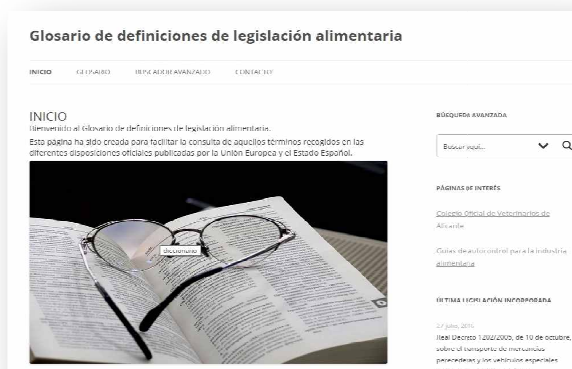 Glosario de definiciones de legislación alimentaria
INICIO GLOSARIO BUSCADOR AVANZADO CONTACTO
INICIO
Bienvenido al Glosario de definiciones de legislación alimentaria.
Esta página ha sido creada para facilitar la consulta de aquellos términos recogidos en las
diferentes disposiciones oficiales publicadas por la Unión Europea y el Estado Español.
diccionario
BÚSQUEDA AVANZADA
Buscar aquí...
PÁGINAS DE INTERÉS
Colegio Oficial de Veterinarios de
Alicante
Guías de autocontrol para la industria
alimentaria
ÚLTIMA LEGISLACIÓN INCORPORADA
Real Decreto 1202/2005, de 10 de octubre,
sobre el transporte de mercancías
perecederas y los vehículos especiales